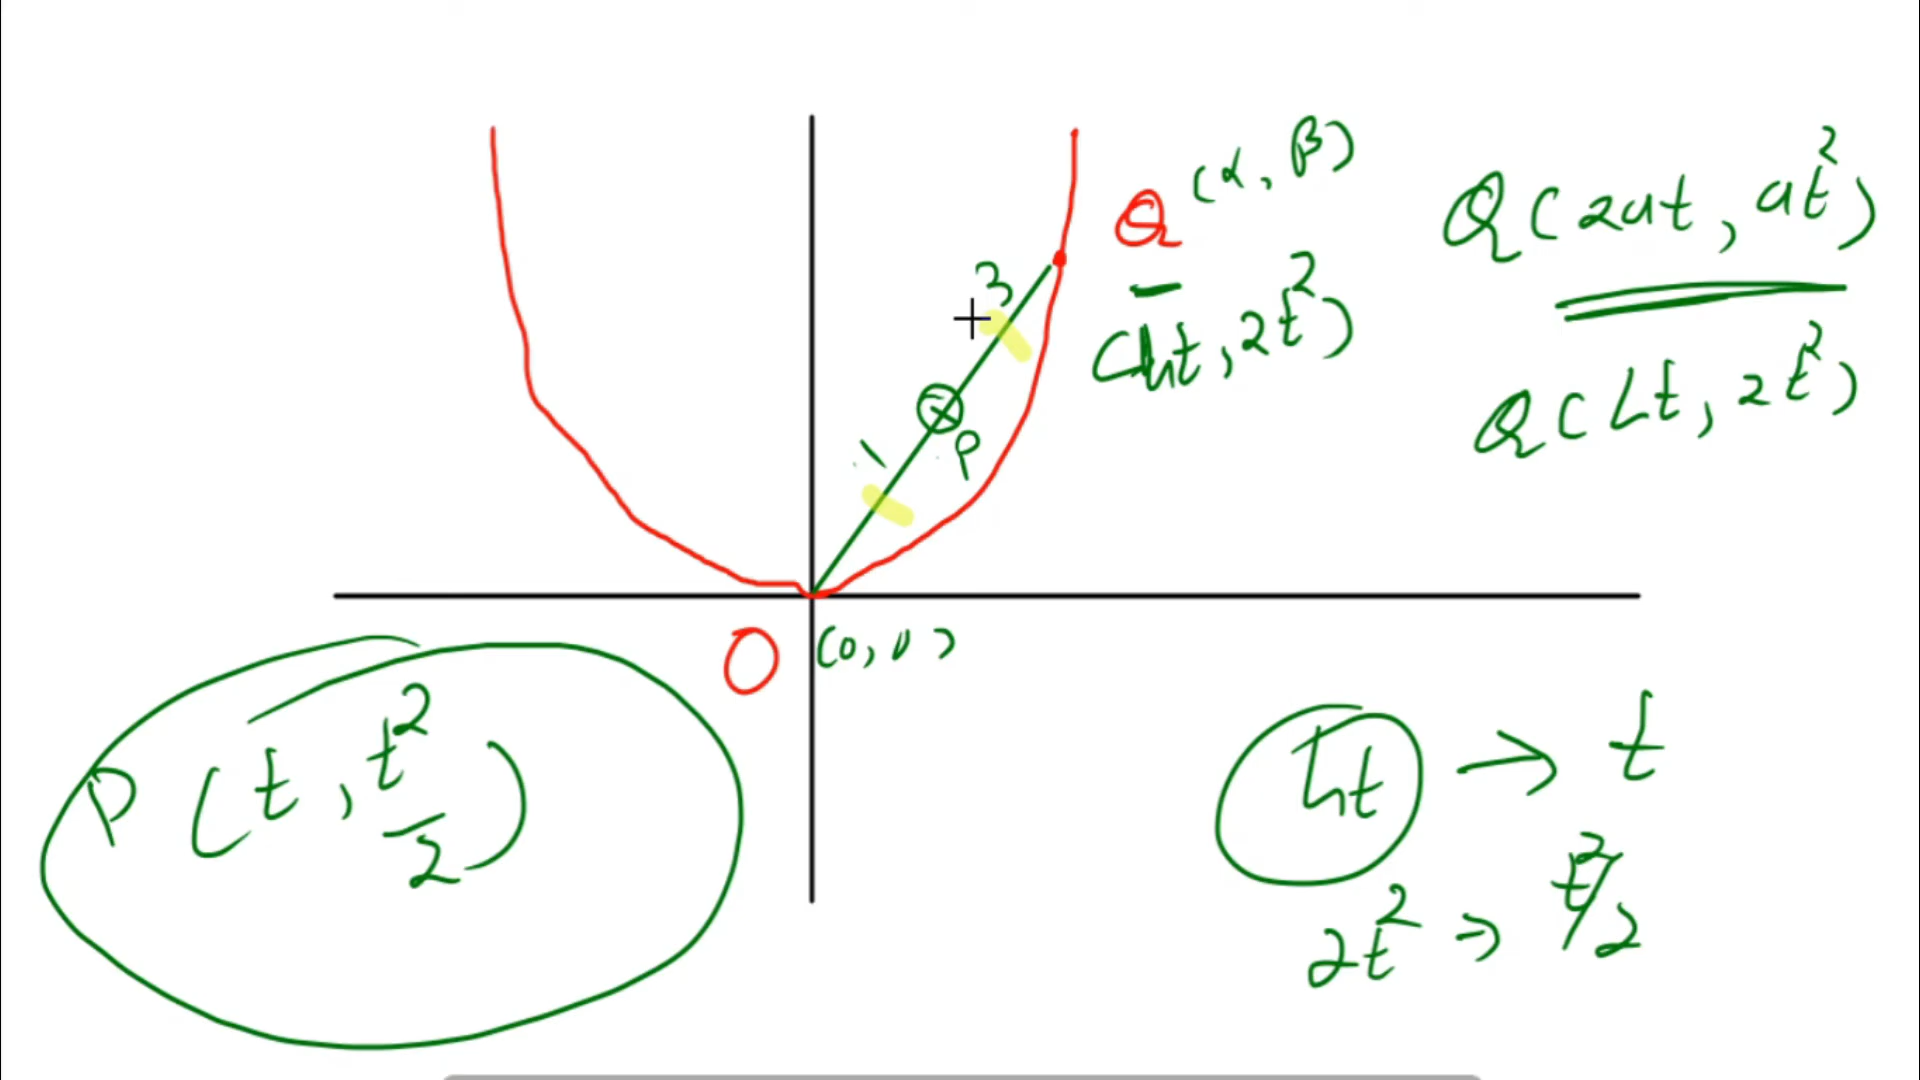 Q (α, β)
(4t, 2t²)
Q(2at, at²)
Q(4t, 2t²)
3
P
1
O (0, 0)
P (t, t²/2)
4t → t
2t² → t²/2